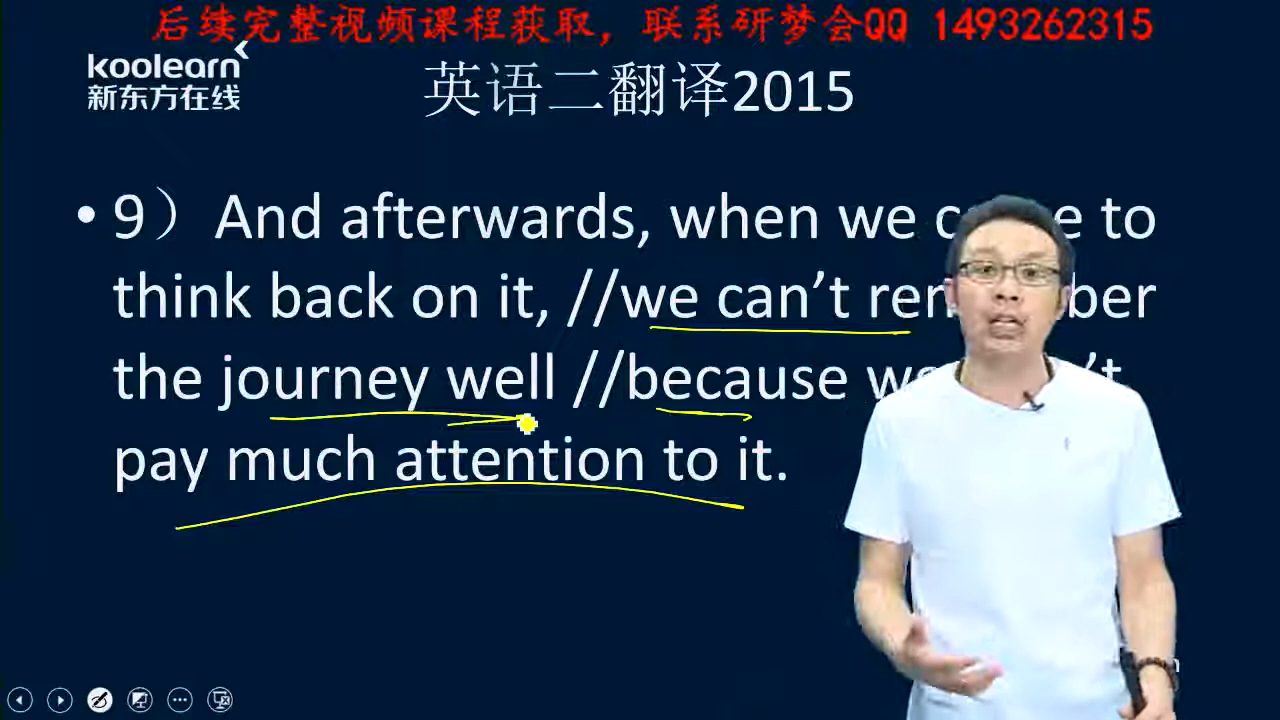 后续完整视频课程获取，联系研梦会QQ 1493262315
koolearn
新东方在线
英语二翻译2015
• 9）And afterwards, when we to
think back on it, //we can’t remember
the journey well //because
pay much attention to it.